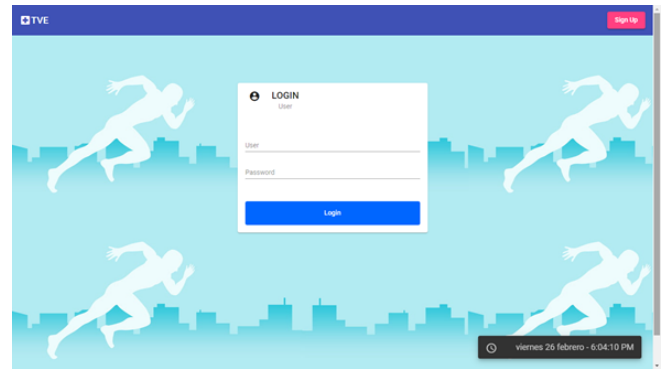 TVE
Sign Up
LOGIN
User
User
Password
Login
viernes 26 febrero - 6:04:10 PM